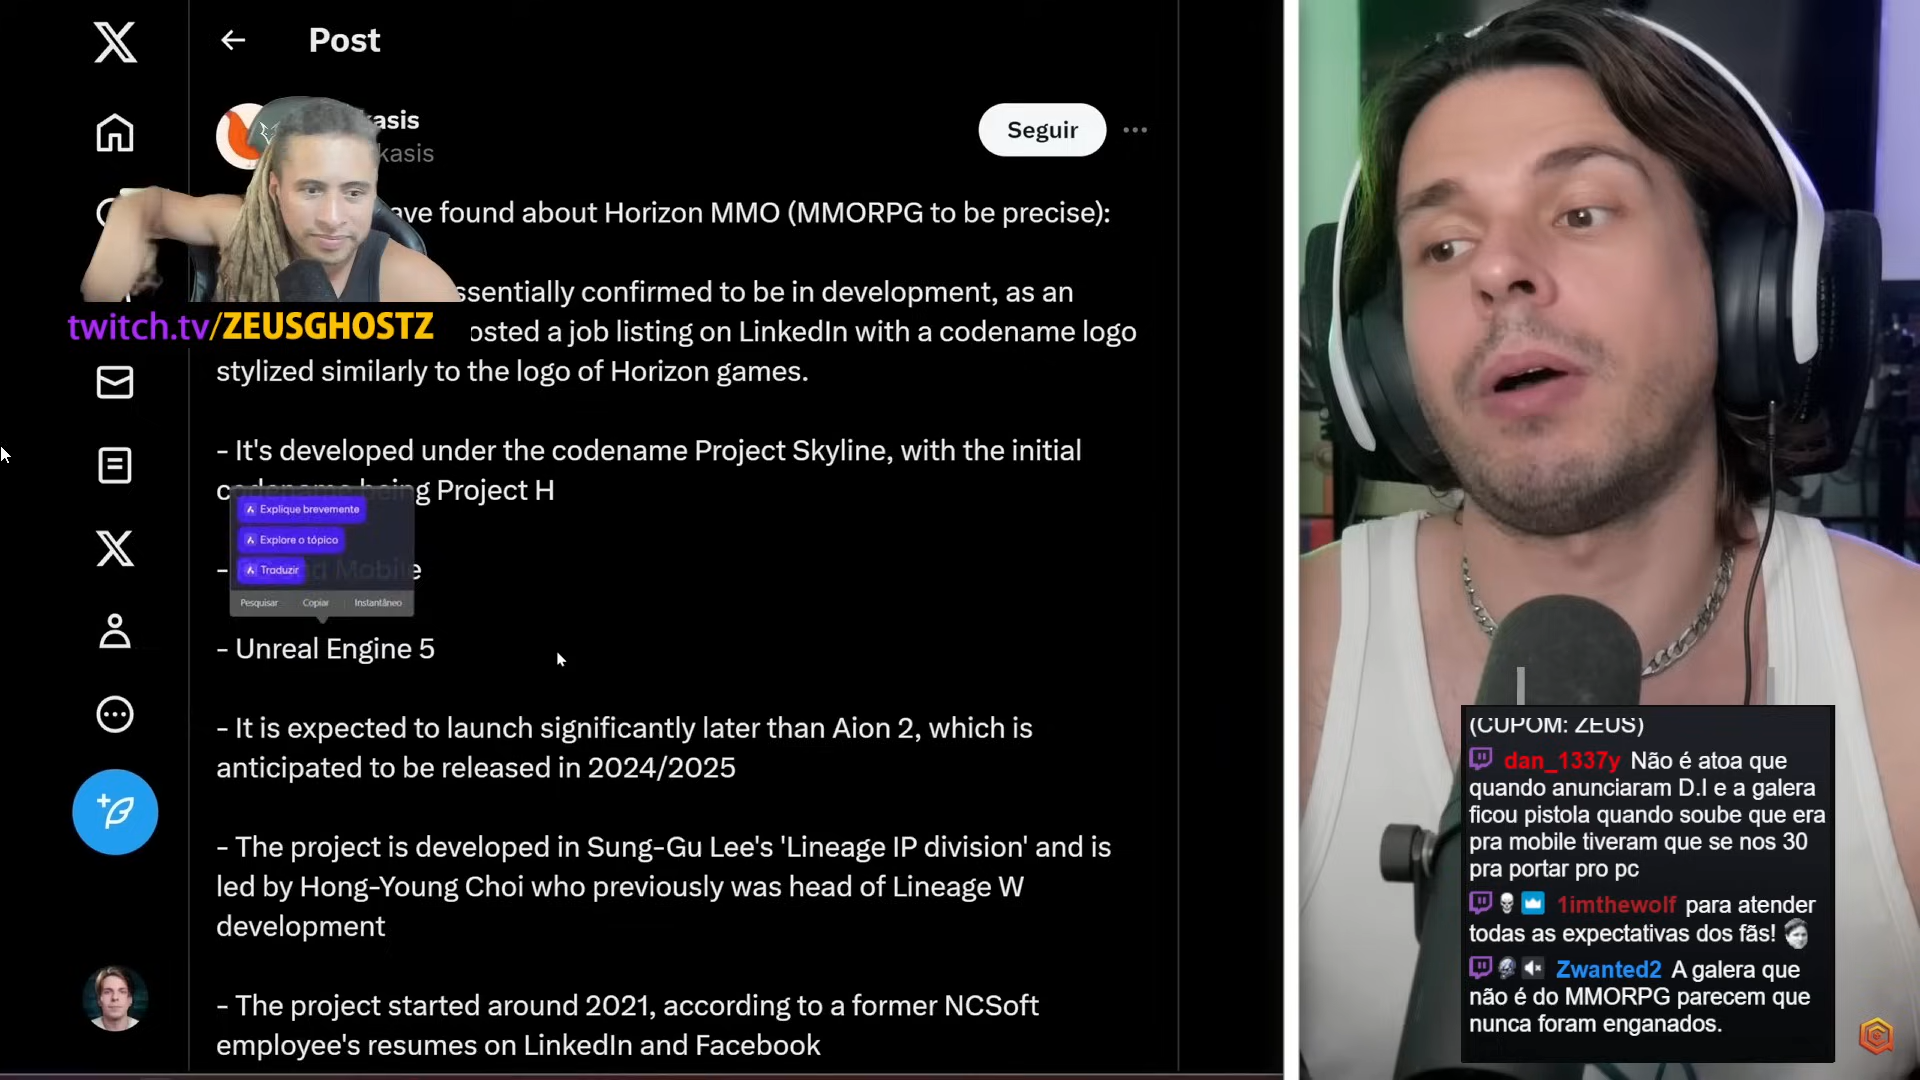 Post
kasis
kasis
Seguir
ave found about Horizon MMO (MMORPG to be precise):
ssentially confirmed to be in development, as an
twitch.tv/ZEUSGHOSTZ
osted a job listing on LinkedIn with a codename logo
stylized similarly to the logo of Horizon games.
- It's developed under the codename Project Skyline, with the initial
codename being Project H
Explique brevemente
Explore o tópico
Traduzir
- Mobile
Pesquisar Copiar Instantâneo
- Unreal Engine 5
- It is expected to launch significantly later than Aion 2, which is
anticipated to be released in 2024/2025
- The project is developed in Sung-Gu Lee's 'Lineage IP division' and is
led by Hong-Young Choi who previously was head of Lineage W
development
- The project started around 2021, according to a former NCSoft
employee's resumes on LinkedIn and Facebook
(CUPOM: ZEUS)
dan_1337y Não é atoa que
quando anunciaram D.I e a galera
ficou pistola quando soube que era
pra mobile tiveram que se nos 30
pra portar pro pc
1imthewolf para atender
todas as expectativas dos fãs!
Zwanted2 A galera que
não é do MMORPG parecem que
nunca foram enganados.